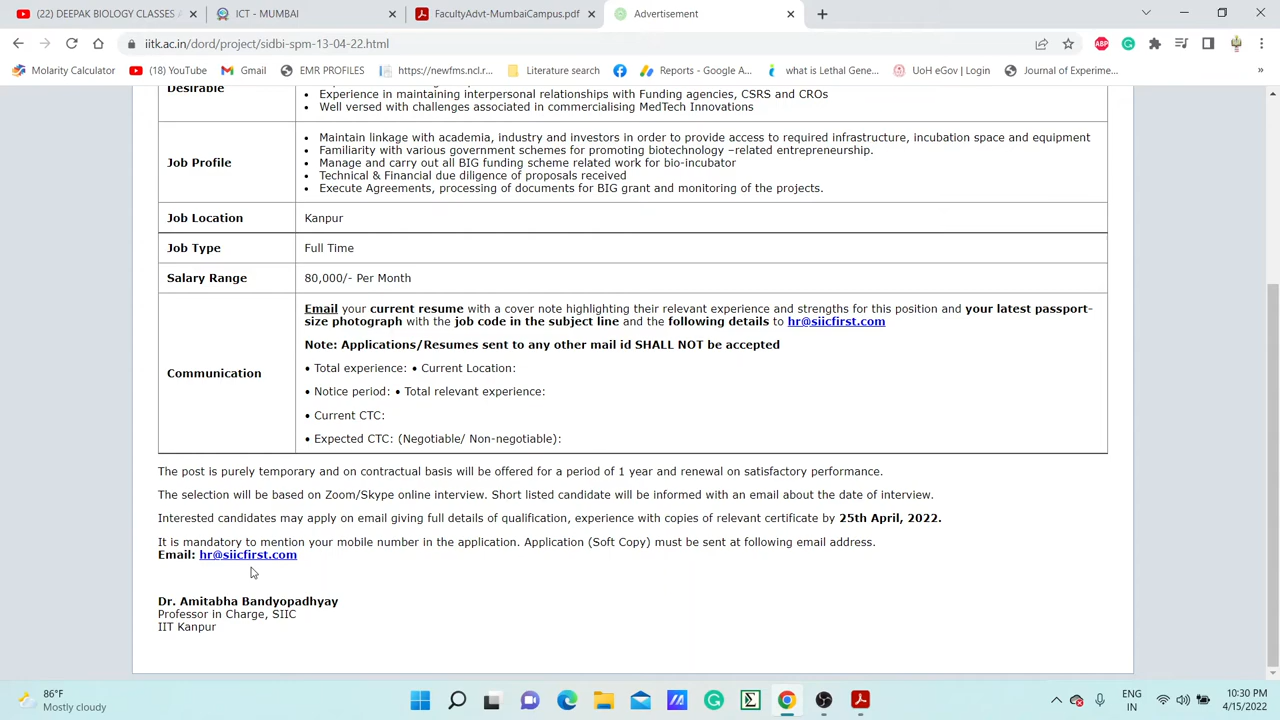 (22) DEEPAK BIOLOGY CLASSES A
ICT - MUMBAI
FacultyAdvt-MumbaiCampus.pdf
Advertisement
iitk.ac.in/dord/project/sidbi-spm-13-04-22.html
Molarity Calculator
(18) YouTube
Gmail
EMR PROFILES
https://newfms.ncl.r...
Literature search
Reports - Google A...
what is Lethal Gene...
UoH eGov | Login
Journal of Experime...
»
Desirable
• Experience in maintaining interpersonal relationships with Funding agencies, CSRS and CROs
• Well versed with challenges associated in commercialising MedTech Innovations
Job Profile
• Maintain linkage with academia, industry and investors in order to provide access to required infrastructure, incubation space and equipment
• Familiarity with various government schemes for promoting biotechnology –related entrepreneurship.
• Manage and carry out all BIG funding scheme related work for bio-incubator
• Technical & Financial due diligence of proposals received
• Execute Agreements, processing of documents for BIG grant and monitoring of the projects.
Job Location
Kanpur
Job Type
Full Time
Salary Range
80,000/- Per Month
Communication
Email your current resume with a cover note highlighting their relevant experience and strengths for this position and your latest passport-
size photograph with the job code in the subject line and the following details to hr@siicfirst.com
Note: Applications/Resumes sent to any other mail id SHALL NOT be accepted
• Total experience: • Current Location:
• Notice period: • Total relevant experience:
• Current CTC:
• Expected CTC: (Negotiable/ Non-negotiable):
The post is purely temporary and on contractual basis will be offered for a period of 1 year and renewal on satisfactory performance.
The selection will be based on Zoom/Skype online interview. Short listed candidate will be informed with an email about the date of interview.
Interested candidates may apply on email giving full details of qualification, experience with copies of relevant certificate by 25th April, 2022.
It is mandatory to mention your mobile number in the application. Application (Soft Copy) must be sent at following email address.
Email: hr@siicfirst.com
Dr. Amitabha Bandyopadhyay
Professor in Charge, SIIC
IIT Kanpur
86°F
Mostly cloudy
ENG
IN
10:30 PM
4/15/2022